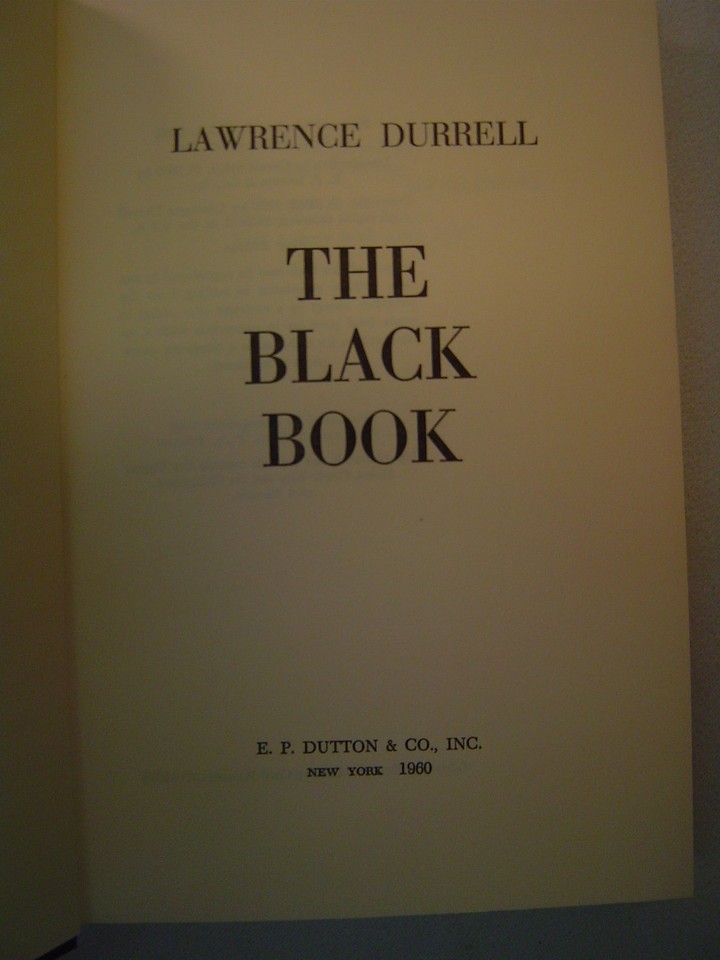 LAWRENCE DURRELL
THE
BLACK
BOOK
E. P. DUTTON & CO., INC.
NEW YORK 1960